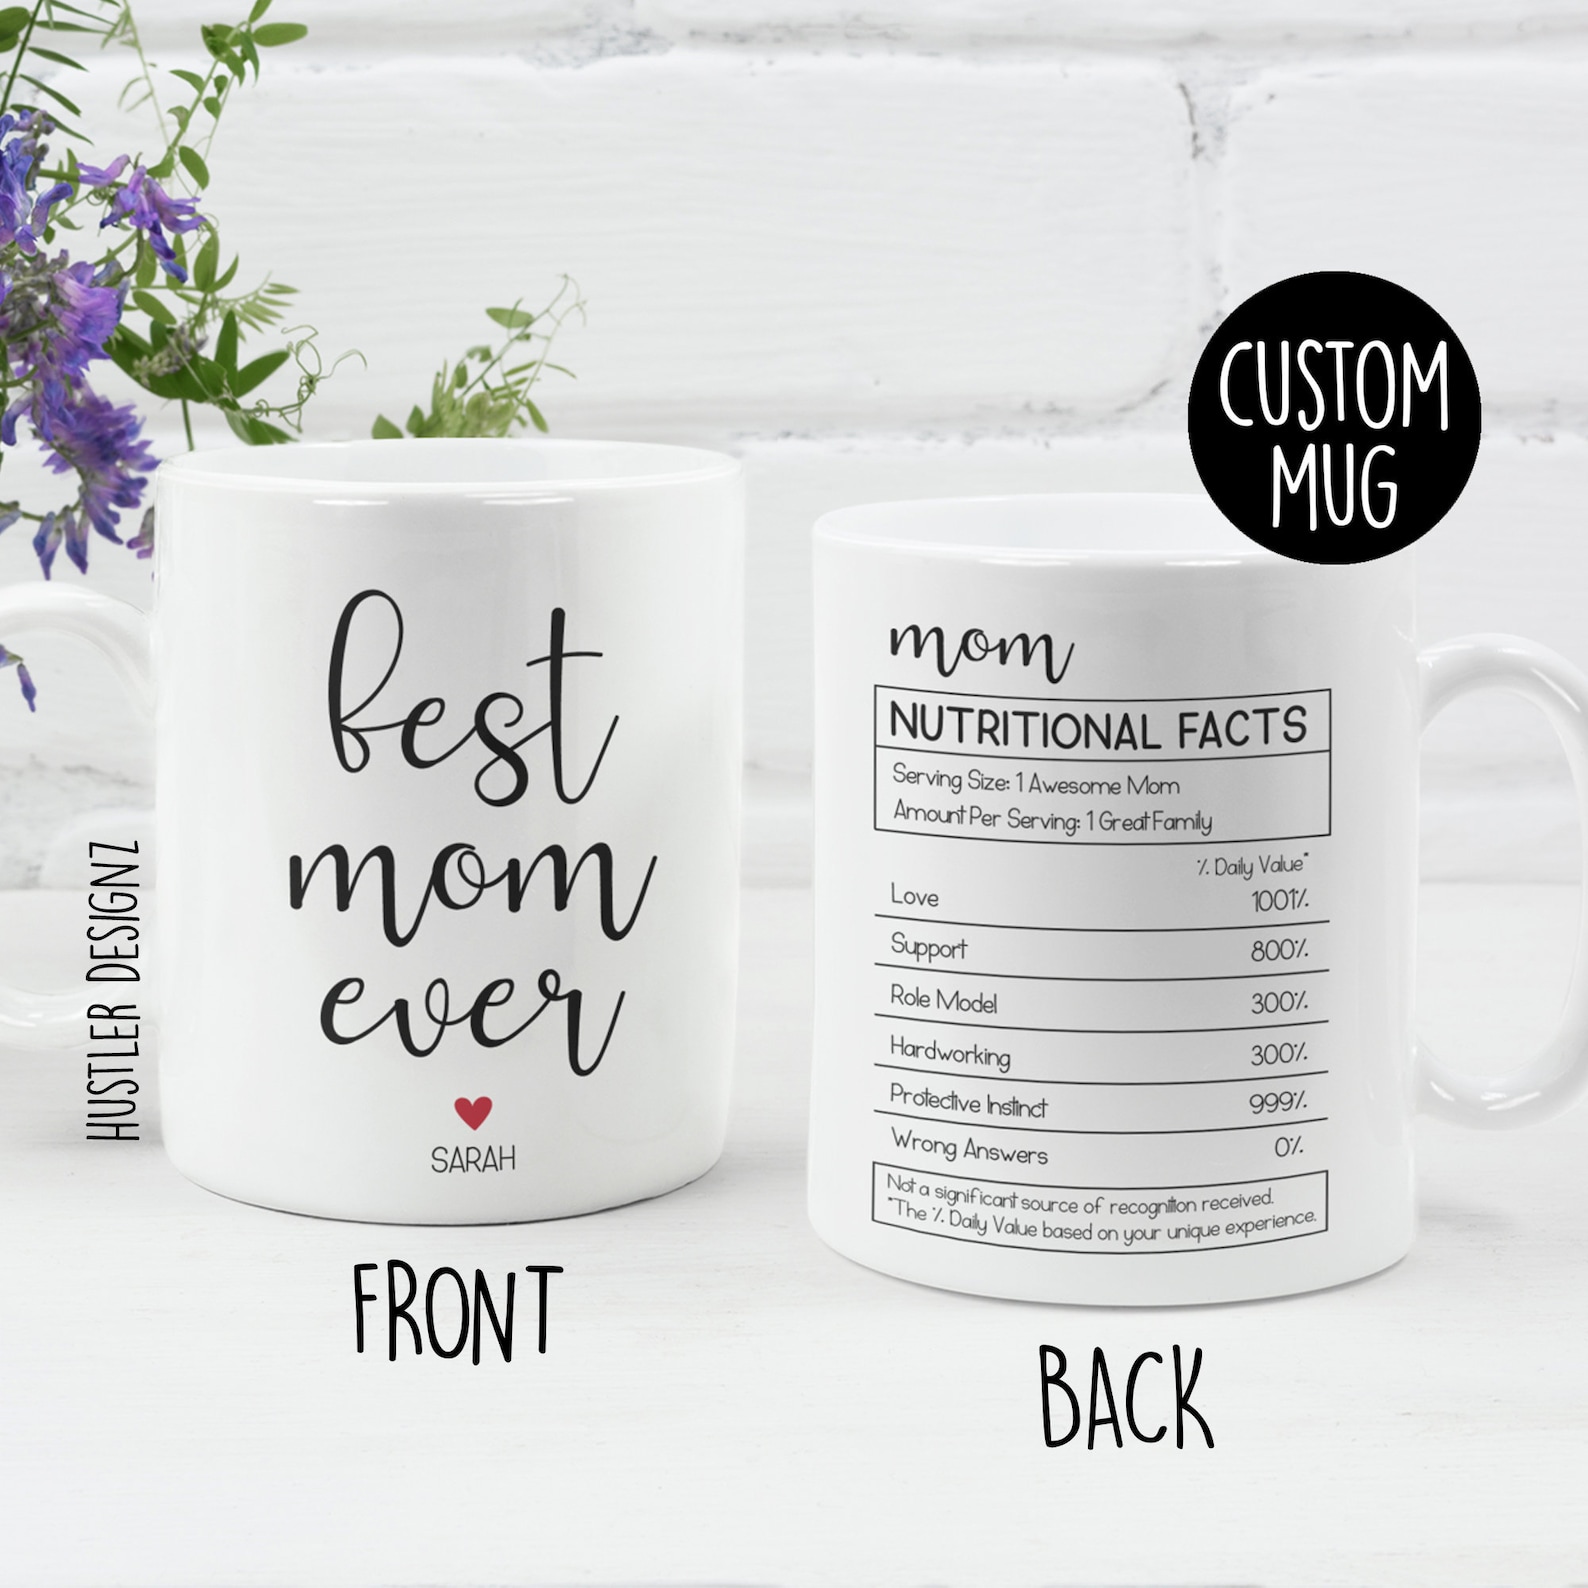 CUSTOM
MUG
best
mom
ever
SARAH
HUSTLER DESIGNZ
FRONT
mom
NUTRITIONAL FACTS
Serving Size: 1 Awesome Mom
Amount Per Serving: 1 Great Family
% Daily Value*
Love 1001%
Support 800%
Role Model 300%
Hardworking 300%
Protective Instinct 999%
Wrong Answers 0%
Not a significant source of recognition received.
*The % Daily Value based on your unique experience.
BACK